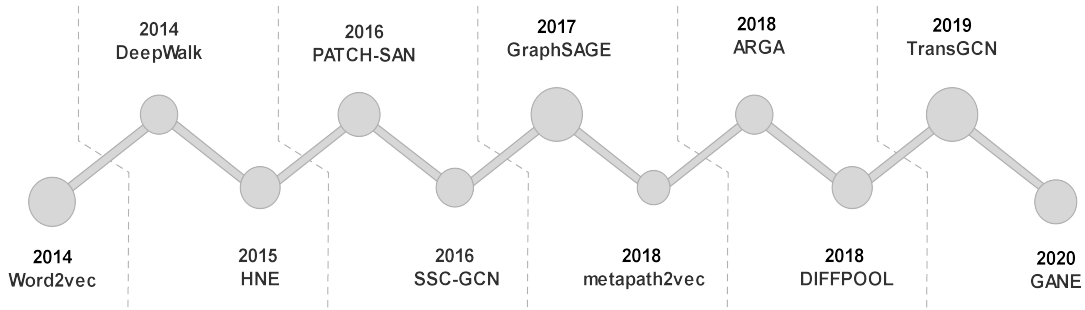 2014
Word2vec
2014
DeepWalk
2015
HNE
2016
PATCH-SAN
2016
SSC-GCN
2017
GraphSAGE
2018
metapath2vec
2018
ARGA
2018
DIFFPOOL
2019
TransGCN
2020
GANE